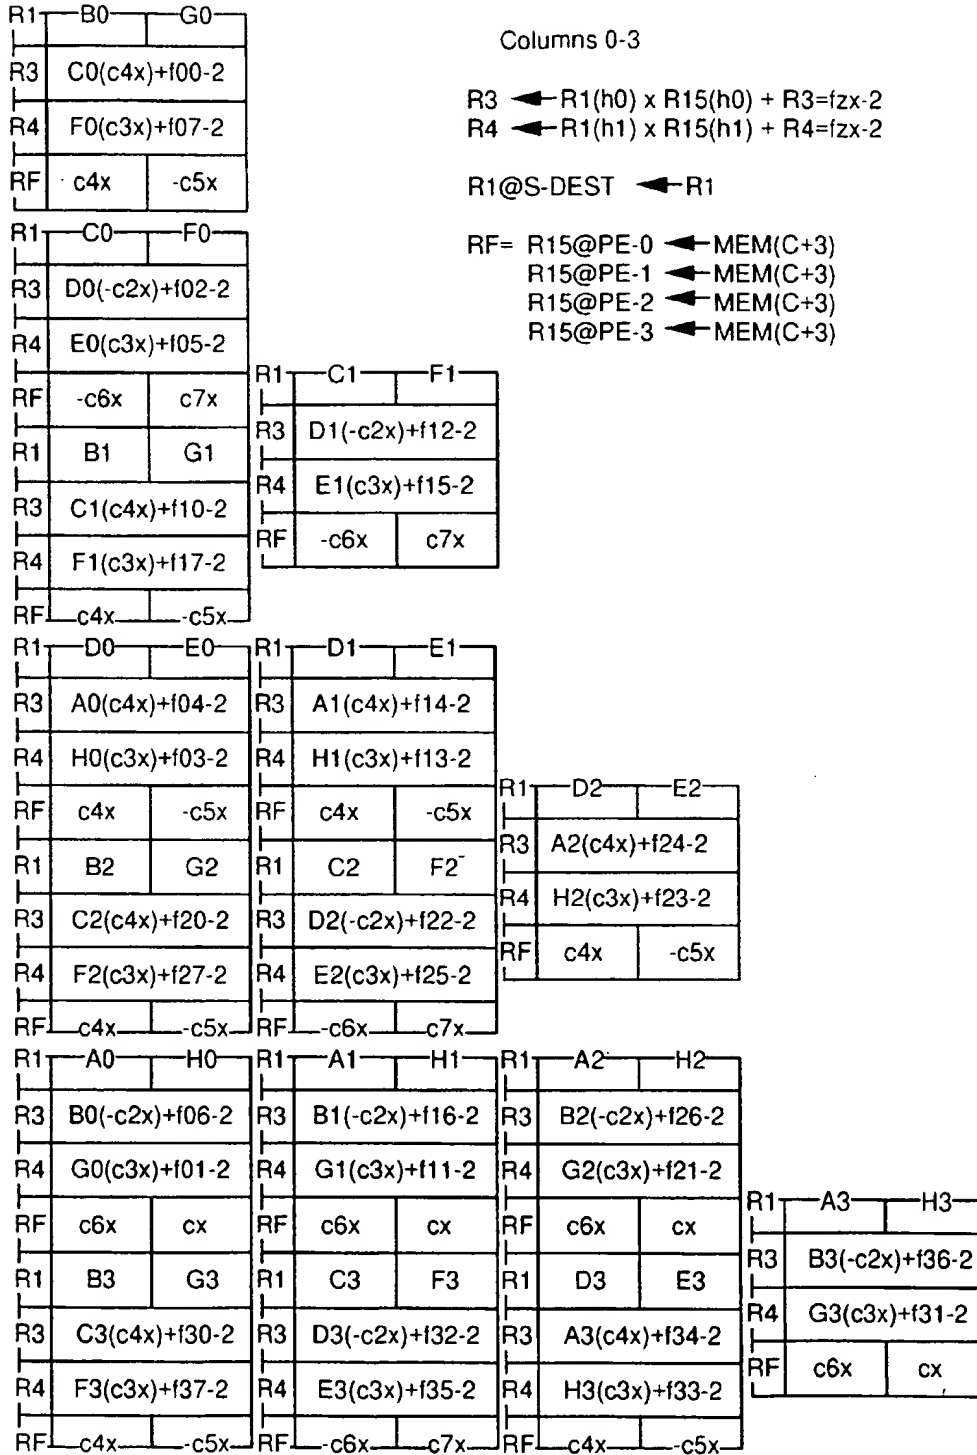 Columns 0-3
R3 ← R1(h0) x R15(h0) + R3=fzx-2
R4 ← R1(h1) x R15(h1) + R4=fzx-2
R1@S-DEST ← R1
RF= R15@PE-0 ← MEM(C+3)
R15@PE-1 ← MEM(C+3)
R15@PE-2 ← MEM(C+3)
R15@PE-3 ← MEM(C+3)
R1 B0 G0
R3 C0(c4x)+f00-2
R4 F0(c3x)+f07-2
RF c4x -c5x
R1 C0 F0
R3 D0(-c2x)+f02-2
R4 E0(c3x)+f05-2
RF -c6x c7x
R1 B1 G1
R3 C1(c4x)+f10-2
R4 F1(c3x)+f17-2
RF c4x -c5x
R1 C1 F1
R3 D1(-c2x)+f12-2
R4 E1(c3x)+f15-2
RF -c6x c7x
R1 D0 E0
R3 A0(c4x)+f04-2
R4 H0(c3x)+f03-2
RF c4x -c5x
R1 B2 G2
R3 C2(c4x)+f20-2
R4 F2(c3x)+f27-2
RF c4x -c5x
R1 D1 E1
R3 A1(c4x)+f14-2
R4 H1(c3x)+f13-2
RF c4x -c5x
R1 C2 F2
R3 D2(-c2x)+f22-2
R4 E2(c3x)+f25-2
RF -c6x c7x
R1 D2 E2
R3 A2(c4x)+f24-2
R4 H2(c3x)+f23-2
RF c4x -c5x
R1 A0 H0
R3 B0(-c2x)+f06-2
R4 G0(c3x)+f01-2
RF c6x cx
R1 B3 G3
R3 C3(c4x)+f30-2
R4 F3(c3x)+f37-2
RF c4x -c5x
R1 A1 H1
R3 B1(-c2x)+f16-2
R4 G1(c3x)+f11-2
RF c6x cx
R1 C3 F3
R3 D3(-c2x)+f32-2
R4 E3(c3x)+f35-2
RF -c6x c7x
R1 A2 H2
R3 B2(-c2x)+f26-2
R4 G2(c3x)+f21-2
RF c6x cx
R1 D3 E3
R3 A3(c4x)+f34-2
R4 H3(c3x)+f33-2
RF c4x -c5x
R1 A3 H3
R3 B3(-c2x)+f36-2
R4 G3(c3x)+f31-2
RF c6x cx